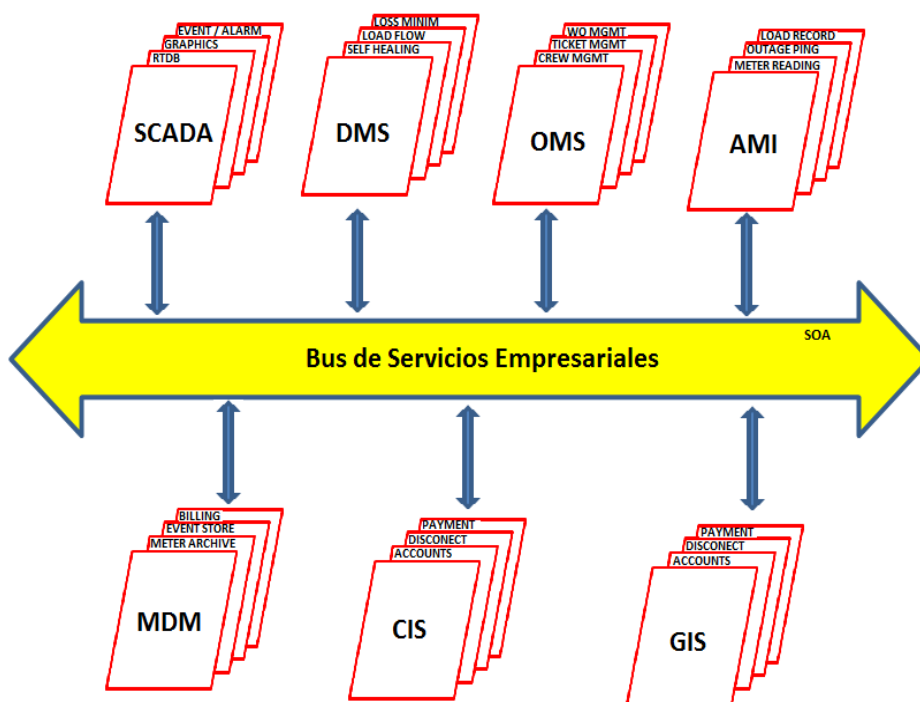 EVENT / ALARM
GRAPHICS
RTDB
SCADA
LOSS MINIM
LOAD FLOW
SELF HEALING
DMS
WO MGMT
TICKET MGMT
CREW MGMT
OMS
LOAD RECORD
OUTAGE PING
METER READING
AMI
SOA
Bus de Servicios Empresariales
BILLING
EVENT STORE
METER ARCHIVE
MDM
PAYMENT
DISCONECT
ACCOUNTS
CIS
PAYMENT
DISCONECT
ACCOUNTS
GIS